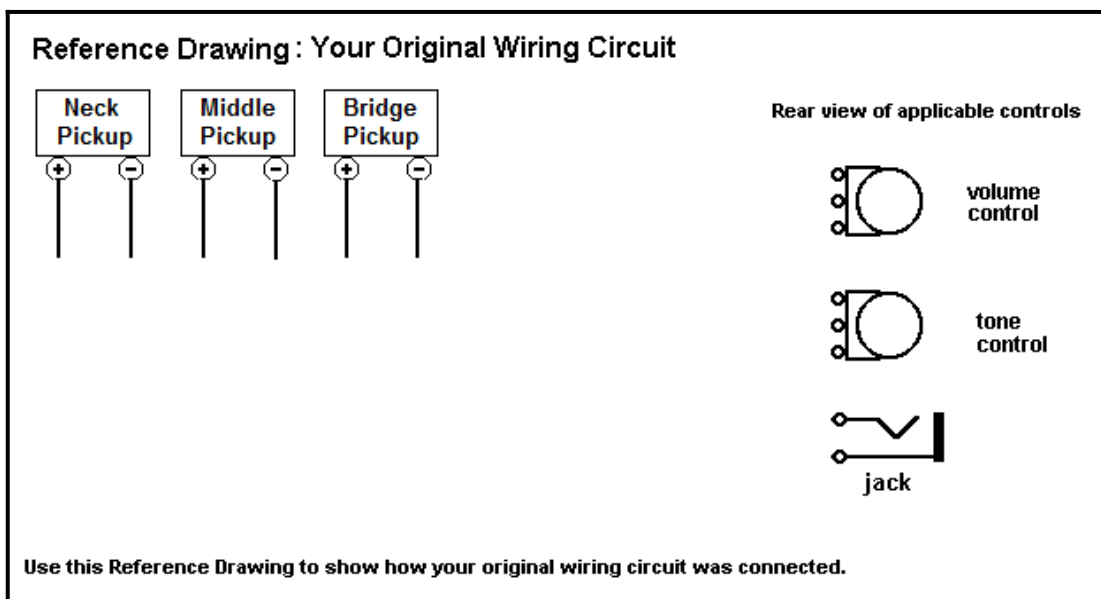 Reference Drawing : Your Original Wiring Circuit
Neck
Pickup
Middle
Pickup
Bridge
Pickup
+
-
+
-
+
-
Rear view of applicable controls
volume
control
tone
control
jack
Use this Reference Drawing to show how your original wiring circuit was connected.